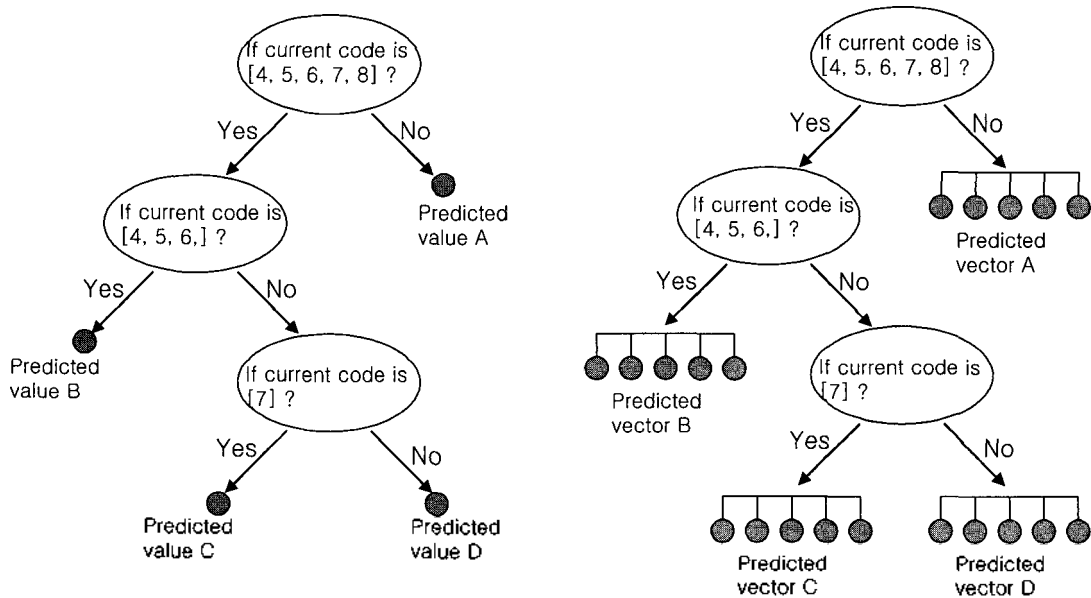 If current code is
[4, 5, 6, 7, 8] ?
Yes
No
If current code is
[4, 5, 6,] ?
Predicted
value A
Yes
No
Predicted
value B
If current code is
[7] ?
Yes
No
Predicted
value C
Predicted
value D
If current code is
[4, 5, 6, 7, 8] ?
Yes
No
If current code is
[4, 5, 6,] ?
Predicted
vector A
Yes
No
Predicted
vector B
If current code is
[7] ?
Yes
No
Predicted
vector C
Predicted
vector D